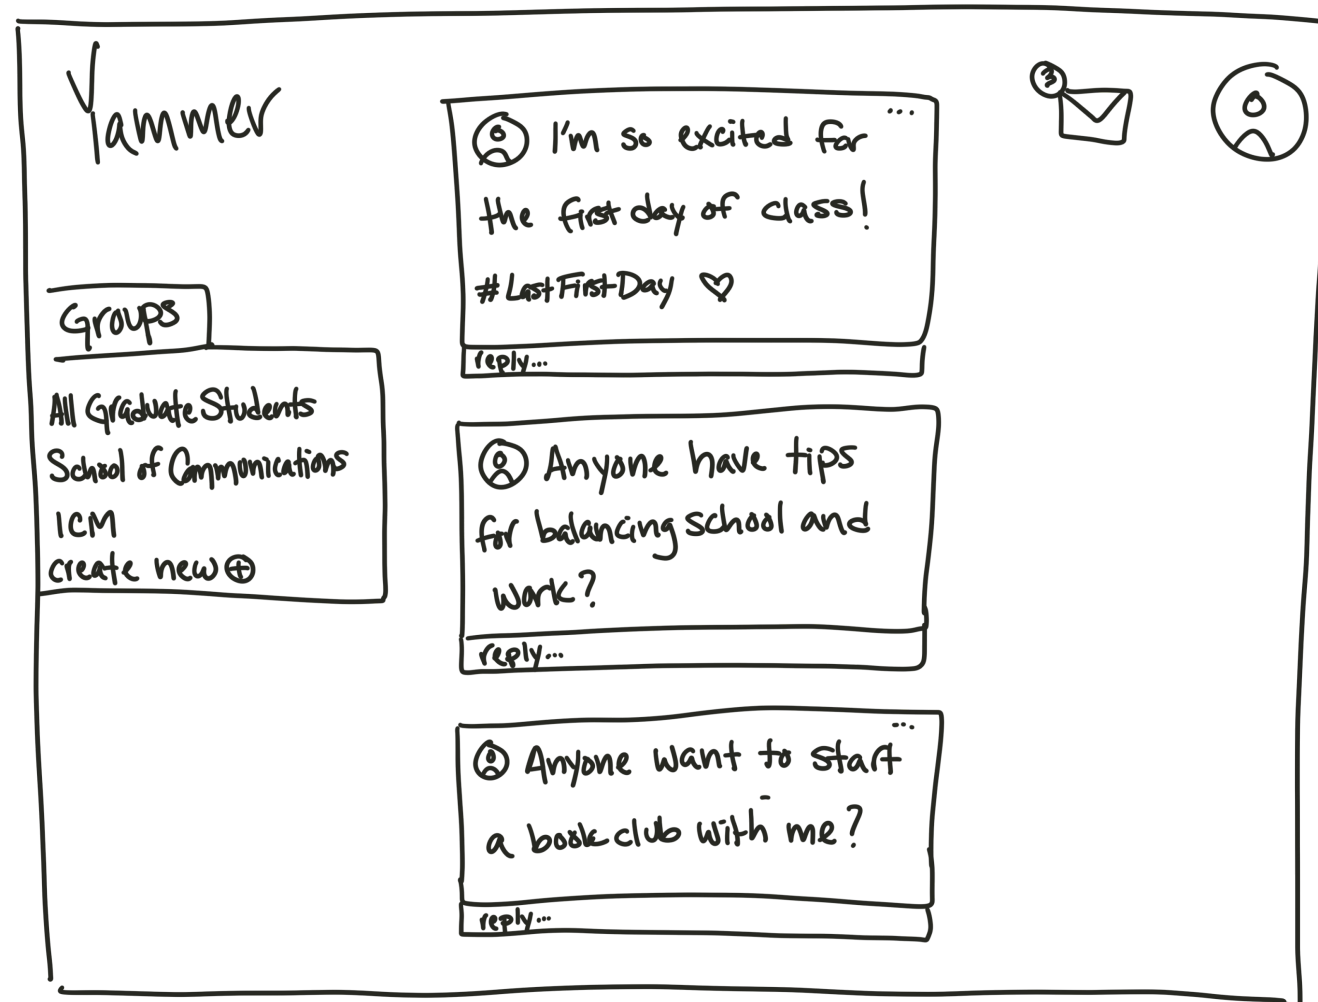 Yammer
3
I'm so excited for
the first day of class!
#LastFirstDay ♡
reply...
Groups
All Graduate Students
School of Communications
ICM
create new ⊕
Anyone have tips
for balancing school and
work?
reply...
Anyone want to start
a book club with me?
reply...